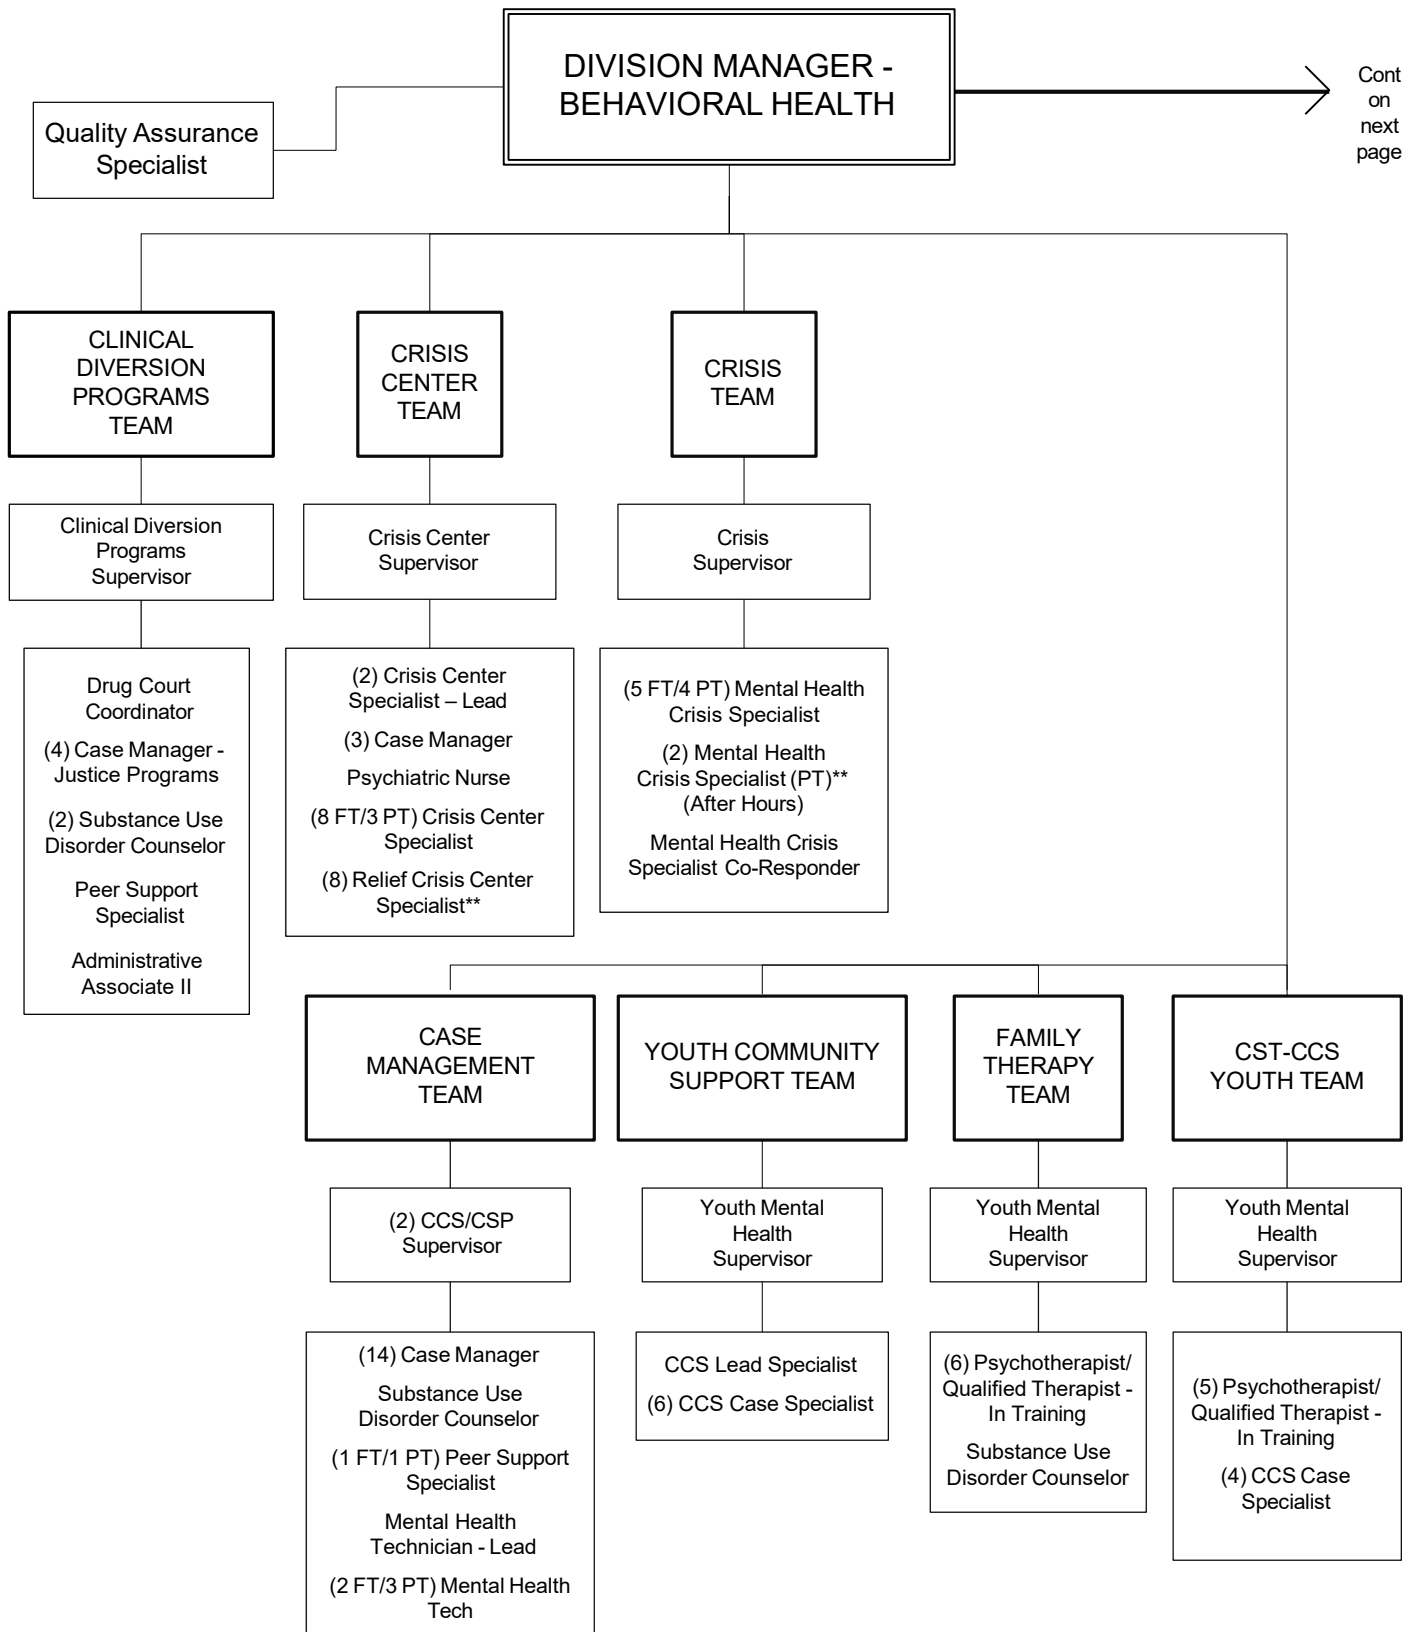 DIVISION MANAGER -
BEHAVIORAL HEALTH
Cont
on
next
page
Quality Assurance
Specialist
CLINICAL
DIVERSION
PROGRAMS
TEAM
CRISIS
CENTER
TEAM
CRISIS
TEAM
Clinical Diversion
Programs
Supervisor
Crisis Center
Supervisor
Crisis
Supervisor
Drug Court
Coordinator
(4) Case Manager -
Justice Programs
(2) Substance Use
Disorder Counselor
Peer Support
Specialist
Administrative
Associate II
(2) Crisis Center
Specialist – Lead
(3) Case Manager
Psychiatric Nurse
(8 FT/3 PT) Crisis Center
Specialist
(8) Relief Crisis Center
Specialist**
(5 FT/4 PT) Mental Health
Crisis Specialist
(2) Mental Health
Crisis Specialist (PT)**
(After Hours)
Mental Health Crisis
Specialist Co-Responder
CASE
MANAGEMENT
TEAM
YOUTH COMMUNITY
SUPPORT TEAM
FAMILY
THERAPY
TEAM
CST-CCS
YOUTH TEAM
(2) CCS/CSP
Supervisor
Youth Mental
Health
Supervisor
Youth Mental
Health
Supervisor
Youth Mental
Health
Supervisor
(14) Case Manager
Substance Use
Disorder Counselor
(1 FT/1 PT) Peer Support
Specialist
Mental Health
Technician - Lead
(2 FT/3 PT) Mental Health
Tech
CCS Lead Specialist
(6) CCS Case Specialist
(6) Psychotherapist/
Qualified Therapist -
In Training
Substance Use
Disorder Counselor
(5) Psychotherapist/
Qualified Therapist -
In Training
(4) CCS Case
Specialist